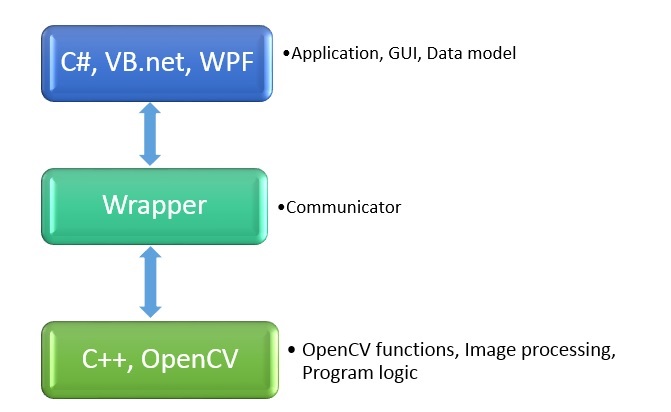 C#, VB.net, WPF
•Application, GUI, Data model
Wrapper
•Communicator
C++, OpenCV
• OpenCV functions, Image processing,
Program logic